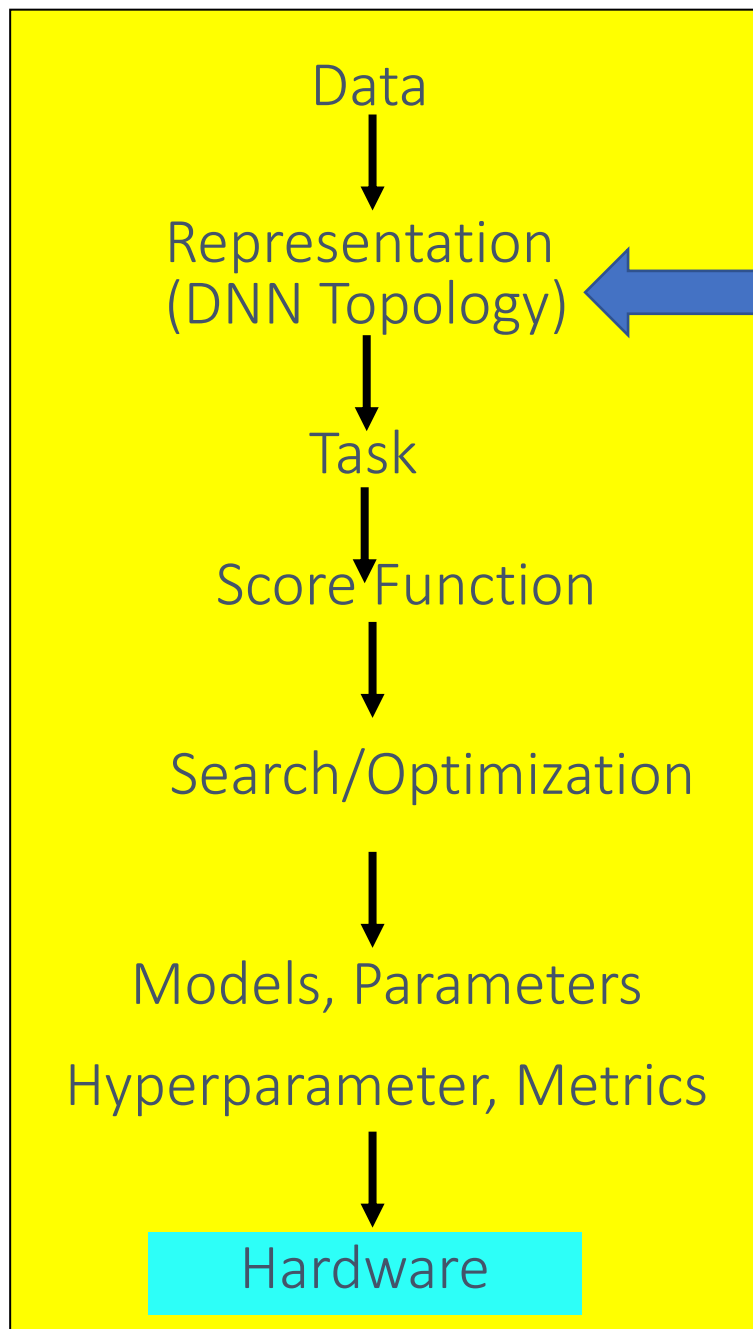 Data
Representation
(DNN Topology)
Task
Score Function
Search/Optimization
Models, Parameters
Hyperparameter, Metrics
Hardware